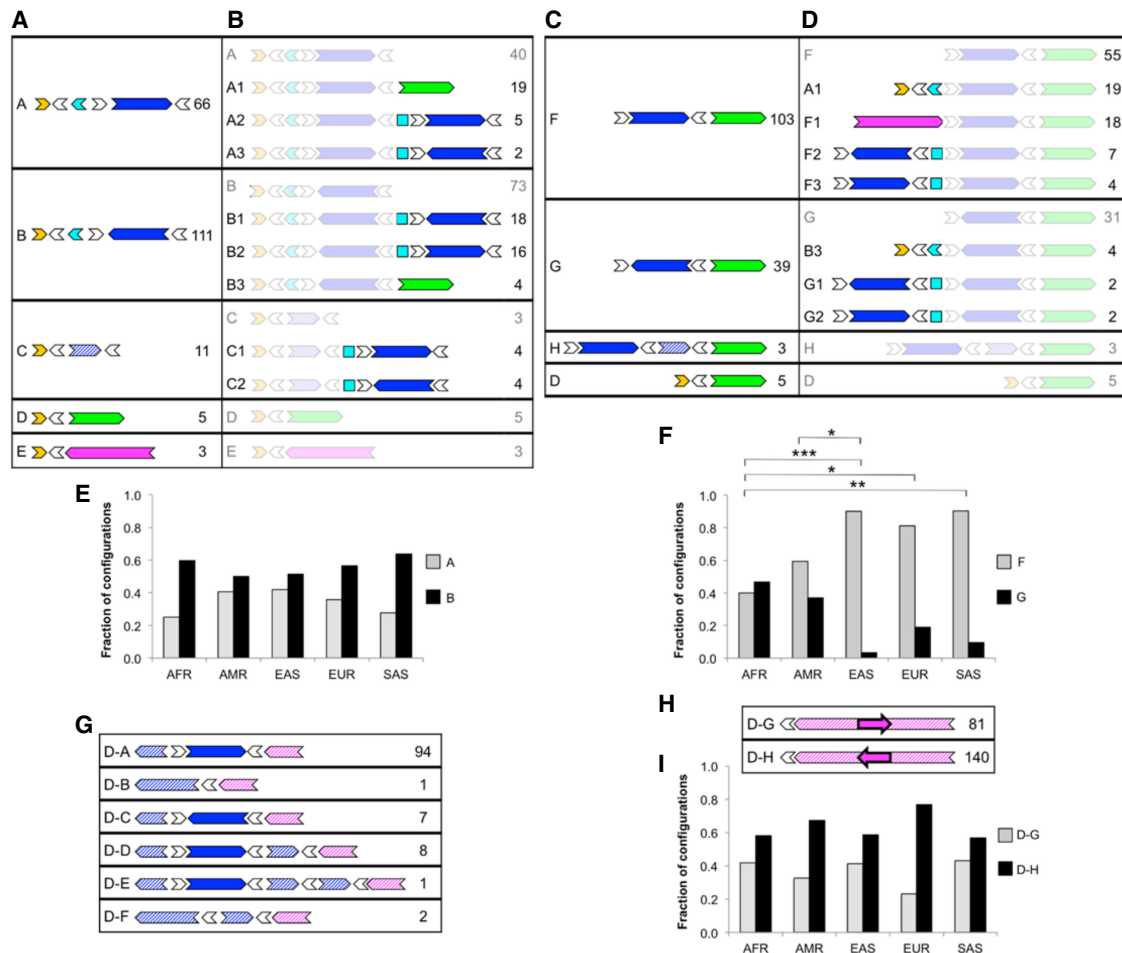 A
B
A 66
A 40
A1 19
A2 5
A3 2
B 111
B 73
B1 18
B2 16
B3 4
C 11
C 3
C1 4
C2 4
D 5
D 5
E 3
E 3
C
D
F 103
F 55
A1 19
F1 18
F2 7
F3 4
G 39
G 31
B3 4
G1 2
G2 2
H 3
H 3
D 5
D 5
E
Fraction of configurations
1.0
0.8
0.6
0.4
0.2
0.0
AFR AMR EAS EUR SAS
A
B
F
*
***
*
**
Fraction of configurations
1.0
0.8
0.6
0.4
0.2
0.0
AFR AMR EAS EUR SAS
F
G
G
D-A 94
D-B 1
D-C 7
D-D 8
D-E 1
D-F 2
H
D-G 81
D-H 140
I
Fraction of configurations
1.0
0.8
0.6
0.4
0.2
0.0
AFR AMR EAS EUR SAS
D-G
D-H